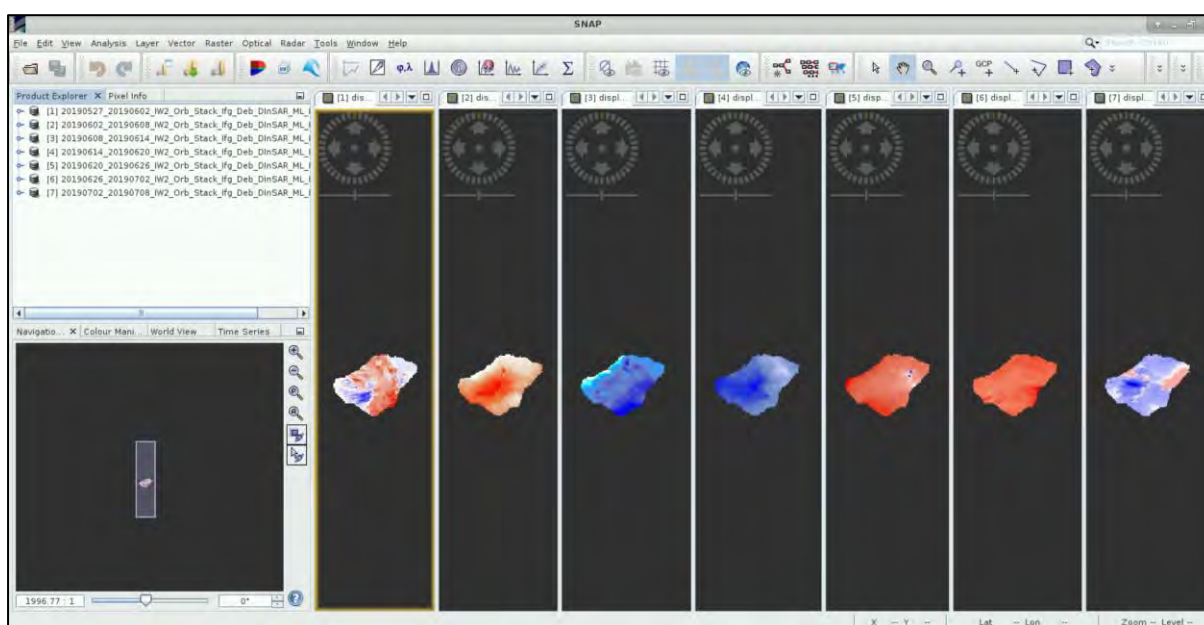 SNAP
File Edit View Analysis Layer Vector Raster Optical Radar Tools Window Help
φ,λ Σ GCP
Product Explorer X Pixel Info
[1] 20190527_20190602_IW2_Orb_Stack_Ifg_Deb_DInSAR_ML_
[2] 20190602_20190608_IW2_Orb_Stack_Ifg_Deb_DInSAR_ML_
[3] 20190608_20190614_IW2_Orb_Stack_Ifg_Deb_DInSAR_ML_
[4] 20190614_20190620_IW2_Orb_Stack_Ifg_Deb_DInSAR_ML_
[5] 20190620_20190626_IW2_Orb_Stack_Ifg_Deb_DInSAR_ML_
[6] 20190626_20190702_IW2_Orb_Stack_Ifg_Deb_DInSAR_ML_
[7] 20190702_20190708_IW2_Orb_Stack_Ifg_Deb_DInSAR_ML_
[1] dis...
[2] dis...
[3] displ...
[4] displ...
[5] disp...
[6] displ...
[7] displ...
Navigatio... X Colour Mani... World View Time Series
1996.77 : 1
0°
X -- Y -- Lat -- Lon -- Zoom -- Level --